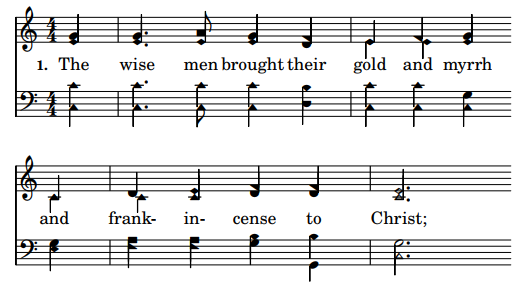 1. The wise men brought their gold and myrrh
and frank- in- cense to Christ;